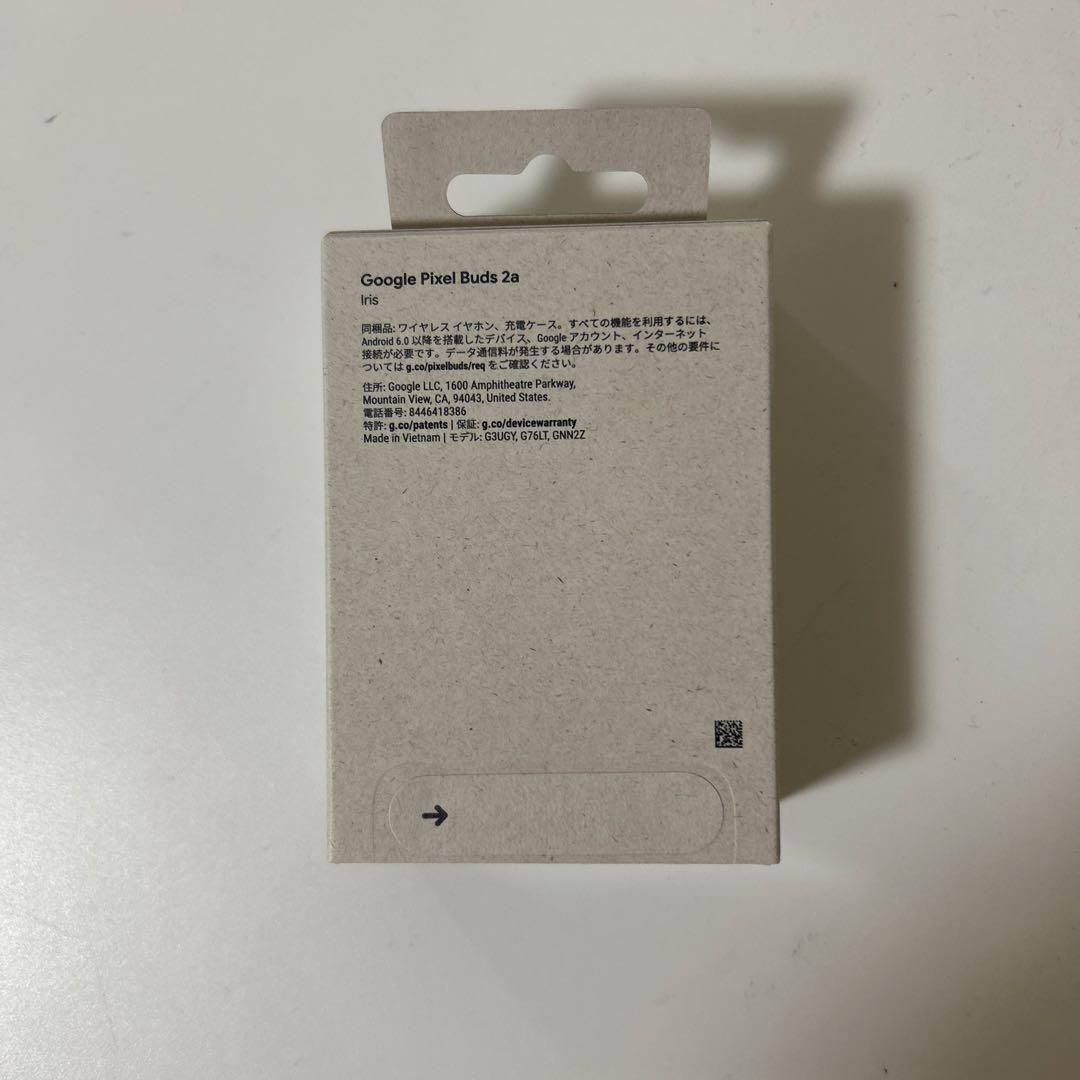 Google Pixel Buds 2a
Iris
同梱品: ワイヤレス イヤホン、充電ケース。すべての機能を利用するには、
Android 6.0 以降を搭載したデバイス、Google アカウント、インターネット
接続が必要です。データ通信料が発生する場合があります。その他の要件に
ついては g.co/pixelbuds/req をご確認ください。
住所: Google LLC, 1600 Amphitheatre Parkway,
Mountain View, CA, 94043, United States.
電話番号: 8446418386
特許: g.co/patents | 保証: g.co/devicewarranty
Made in Vietnam | モデル: G3UGY, G76LT, GNN2Z